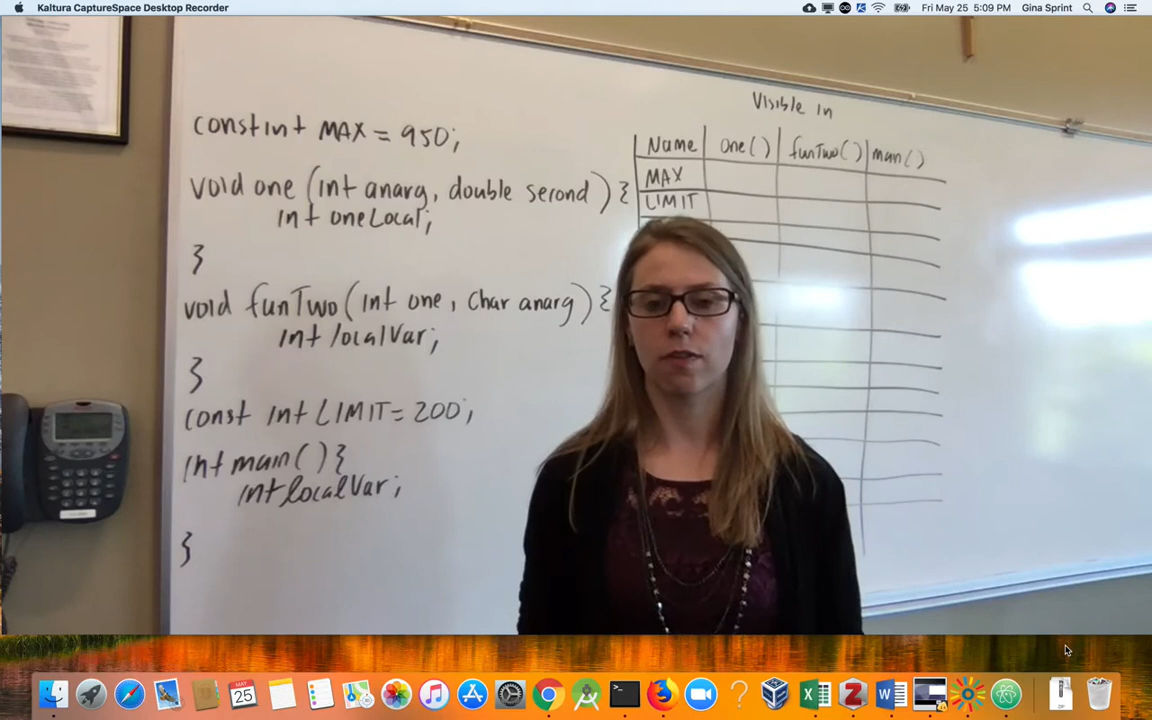 Kaltura CaptureSpace Desktop Recorder
Fri May 25 5:09 PM Gina Sprint
Visible in
const int MAX = 950;
Name one() funTwo() main()
MAX
LIMIT
void one (int anarg, double second) {
int oneLocal;
}
void funTwo (int one, char anarg) {
int localVar;
}
const int LIMIT = 200;
int main() {
int localVar;
}
MAY
25